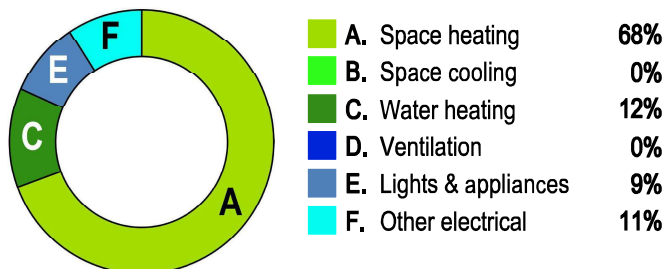 F
E
C
A
A. Space heating 68%
B. Space cooling 0%
C. Water heating 12%
D. Ventilation 0%
E. Lights & appliances 9%
F. Other electrical 11%